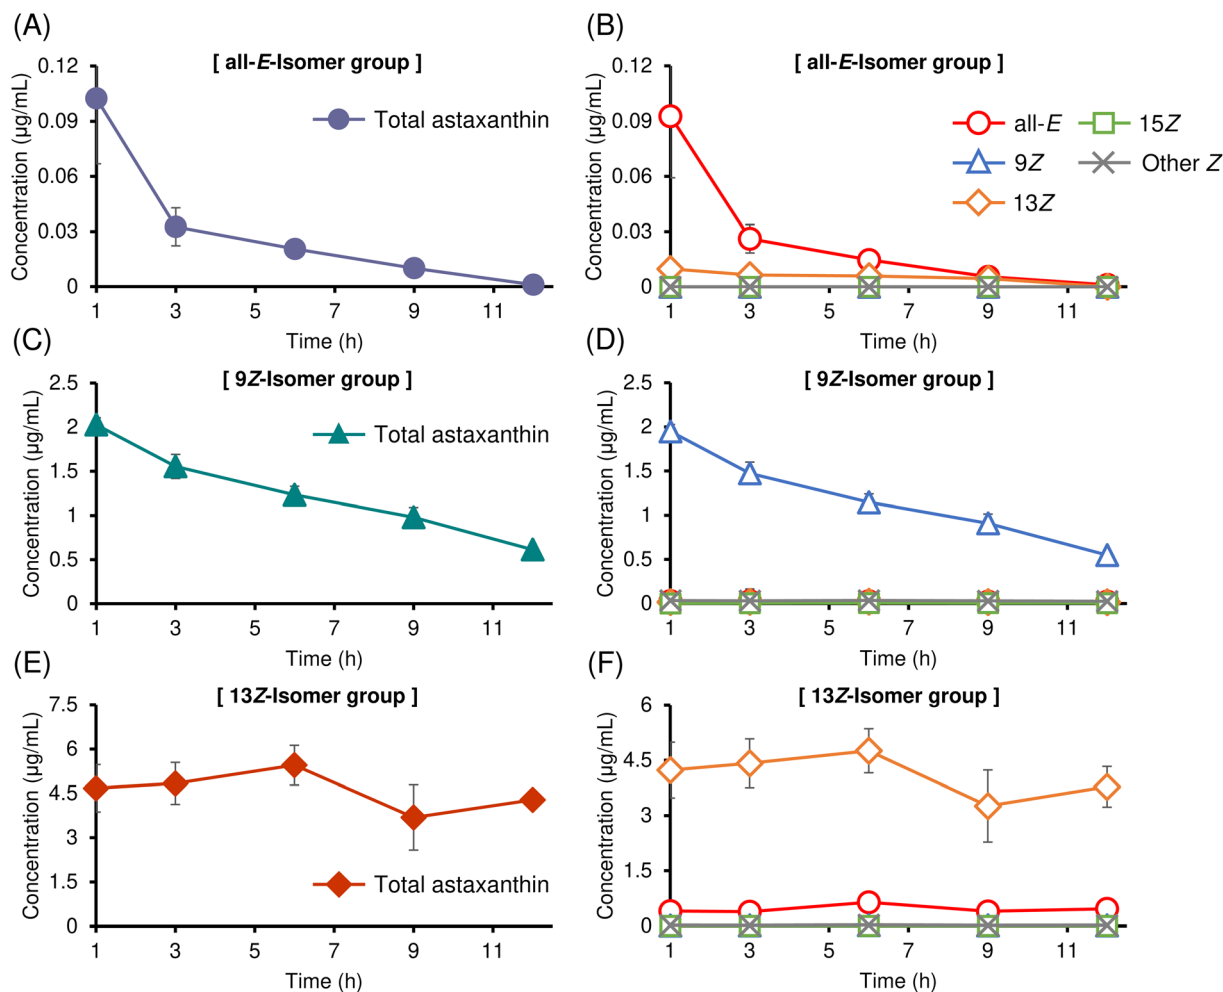 (A)
[ all-E-Isomer group ]
Concentration (µg/mL)
0.12
0.09
0.06
0.03
0
Total astaxanthin
1 3 5 7 9 11
Time (h)
(B)
[ all-E-Isomer group ]
Concentration (µg/mL)
0.12
0.09
0.06
0.03
0
all-E
15Z
9Z
Other Z
13Z
1 3 5 7 9 11
Time (h)
(C)
[ 9Z-Isomer group ]
Concentration (µg/mL)
2.5
2
1.5
1
0.5
0
Total astaxanthin
1 3 5 7 9 11
Time (h)
(D)
[ 9Z-Isomer group ]
Concentration (µg/mL)
2.5
2
1.5
1
0.5
0
1 3 5 7 9 11
Time (h)
(E)
[ 13Z-Isomer group ]
Concentration (µg/mL)
7.5
6
4.5
3
1.5
0
Total astaxanthin
1 3 5 7 9 11
Time (h)
(F)
[ 13Z-Isomer group ]
Concentration (µg/mL)
6
4.5
3
1.5
0
1 3 5 7 9 11
Time (h)